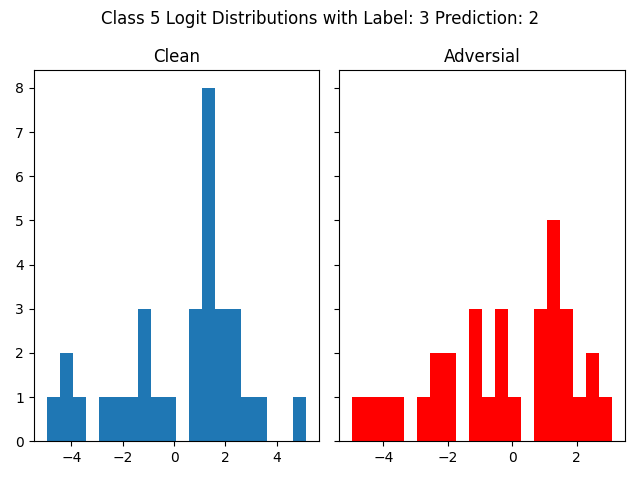 Class 5 Logit Distributions with Label: 3 Prediction: 2
Clean
Adversial
8
7
6
5
4
3
2
1
0
−4 −2 0 2 4
−4 −2 0 2